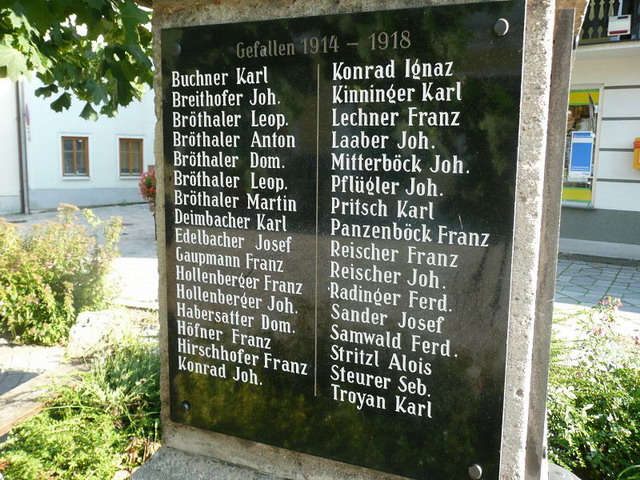 Gefallen 1914 - 1918
Buchner Karl
Breithofer Joh.
Bröthaler Leop.
Bröthaler Anton
Bröthaler Dom.
Bröthaler Leop.
Bröthaler Martin
Deimbacher Karl
Edelbacher Josef
Gaupmann Franz
Hollenberger Franz
Hollenberger Joh.
Habersatter Dom.
Höfner Franz
Hirschhofer Franz
Konrad Joh.
Konrad Ignaz
Kinninger Karl
Lechner Franz
Laaber Joh.
Mitterböck Joh.
Pflügler Joh.
Pritsch Karl
Panzenböck Franz
Reischer Franz
Reischer Joh.
Radinger Ferd.
Sander Josef
Samwald Ferd.
Stritzl Alois
Steurer Seb.
Troyan Karl